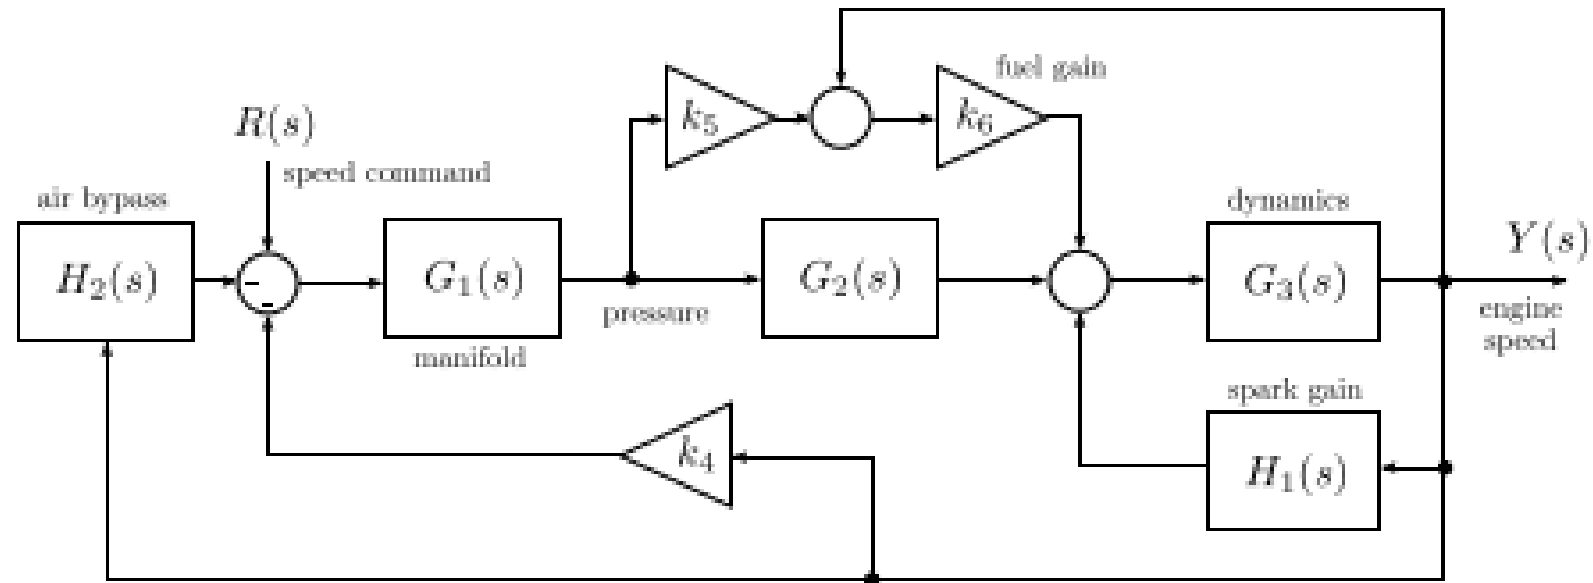 fuel gain
k5
k6
R(s)
speed command
air bypass
dynamics
Y(s)
H2(s)
-
-
G1(s)
G2(s)
G3(s)
pressure
engine
speed
manifold
spark gain
k4
H1(s)